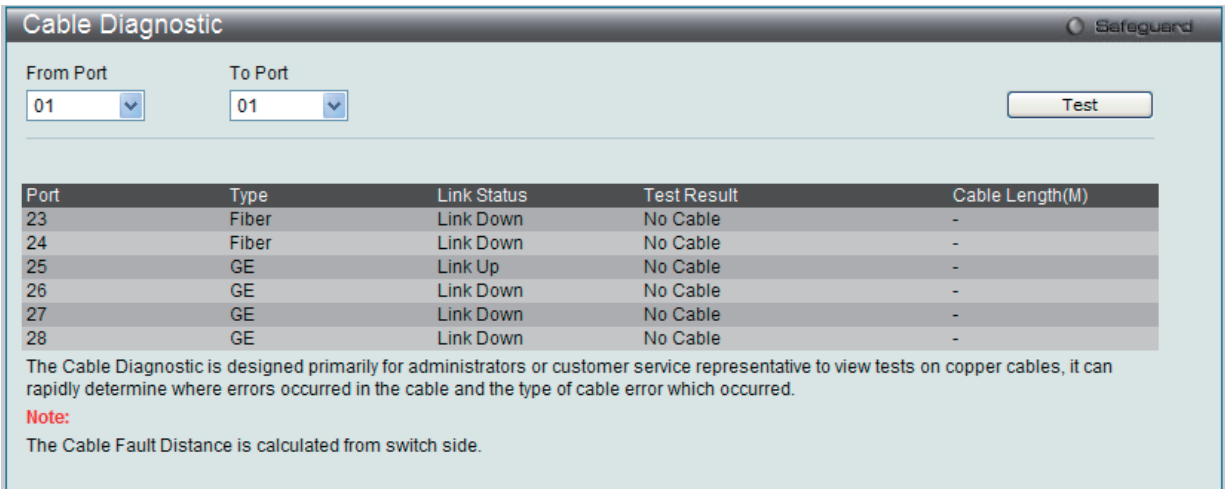 Cable Diagnostic Safeguard
From Port To Port
01 01 Test
Port Type Link Status Test Result Cable Length(M)
23 Fiber Link Down No Cable -
24 Fiber Link Down No Cable -
25 GE Link Up No Cable -
26 GE Link Down No Cable -
27 GE Link Down No Cable -
28 GE Link Down No Cable -
The Cable Diagnostic is designed primarily for administrators or customer service representative to view tests on copper cables, it can
rapidly determine where errors occurred in the cable and the type of cable error which occurred.
Note:
The Cable Fault Distance is calculated from switch side.